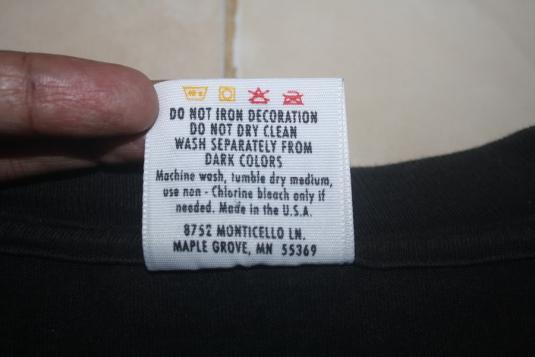 DO NOT IRON DECORATION
DO NOT DRY CLEAN
WASH SEPARATELY FROM
DARK COLORS
Machine wash, tumble dry medium,
use non - Chlorine bleach only if
needed. Made in the U.S.A.
8752 MONTICELLO LN.
MAPLE GROVE, MN 55369